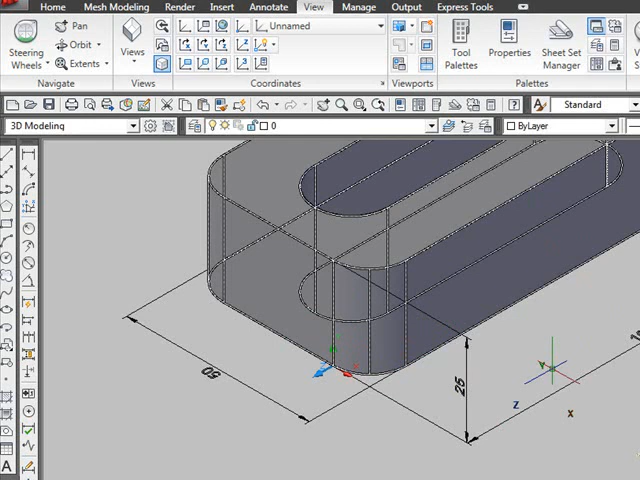 Home Mesh Modeling Render Insert Annotate View Manage Output Express Tools
Steering Wheels
Pan
Orbit
Extents
Navigate
Views
Views
Unnamed
Coordinates
Viewports
Tool Palettes
Properties
Sheet Set Manager
Palettes
Standard
3D Modeling
0
ByLayer
50
25
Y
Z
X